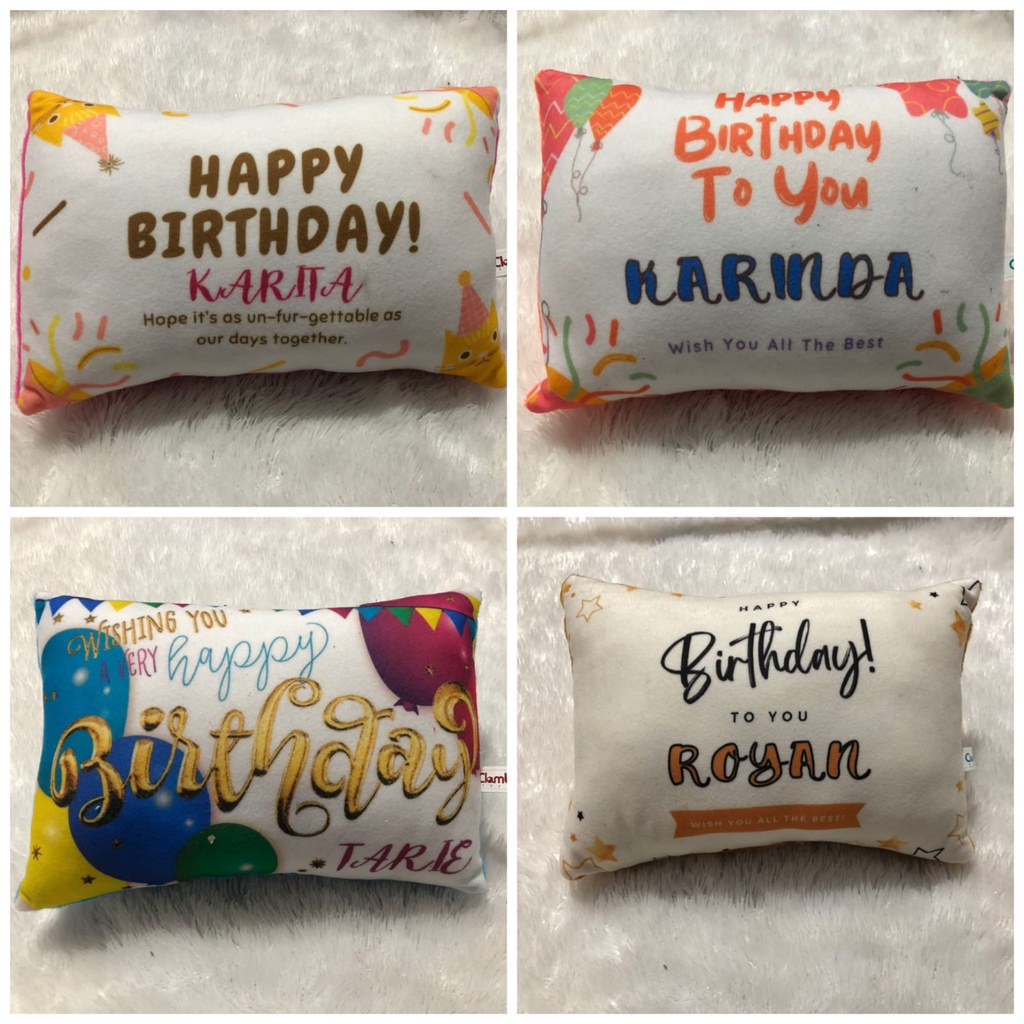 HAPPY
BIRTHDAY!
KARITA
Hope it's as un-fur-gettable as
our days together.
HAPPY
BIRTHDAY
TO YOU
KARINDA
Wish You All The Best
WISHING YOU
A VERY happy
Birthday
TARIE
HAPPY
Birthday!
TO YOU
ROYAN
WISH YOU ALL THE BEST!